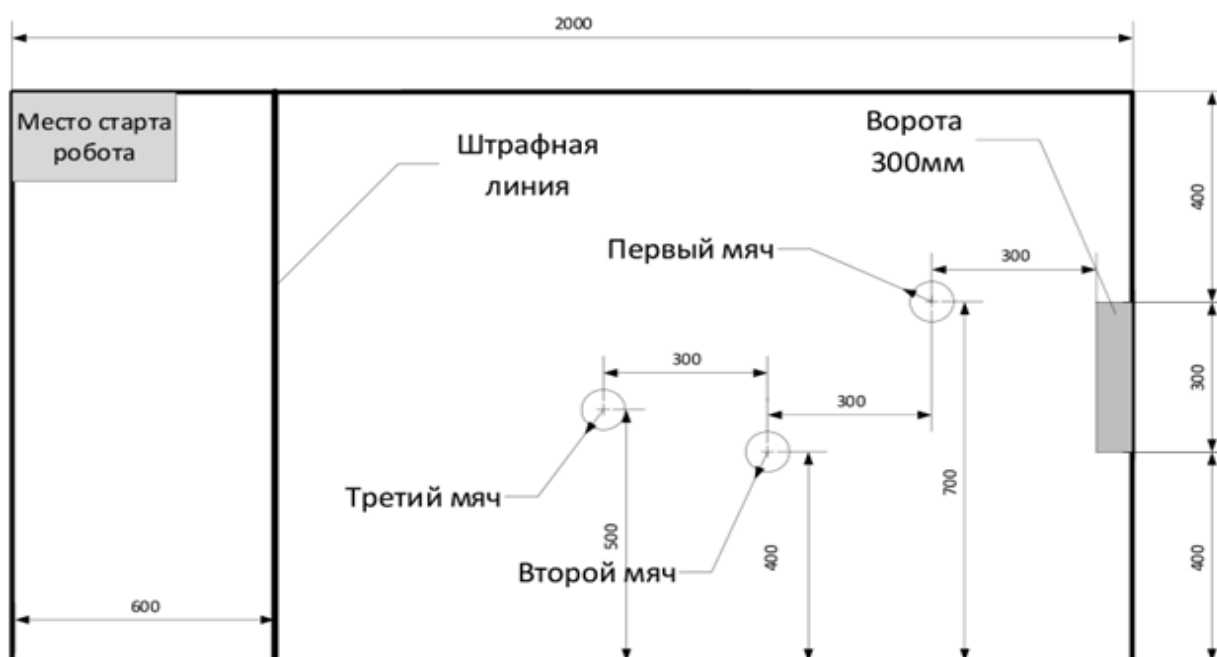 2000
Место старта
робота
Штрафная
линия
Ворота
300мм
400
Первый мяч
300
300
300
300
Третий мяч
500
Второй мяч
400
700
400
600